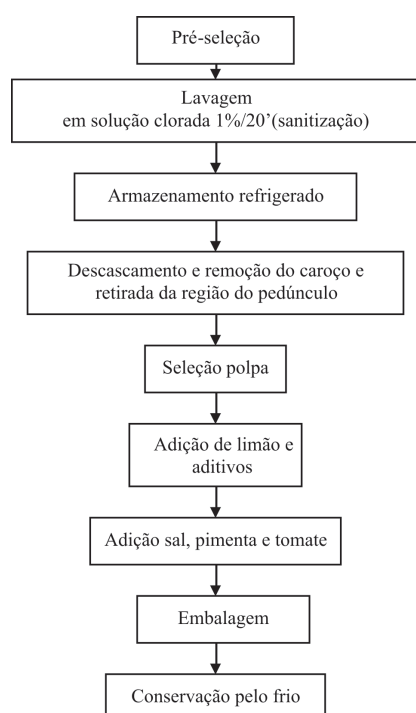 Pré-seleção
Lavagem
em solução clorada 1%/20’(sanitização)
Armazenamento refrigerado
Descascamento e remoção do caroço e
retirada da região do pedúnculo
Seleção polpa
Adição de limão e
aditivos
Adição sal, pimenta e tomate
Embalagem
Conservação pelo frio